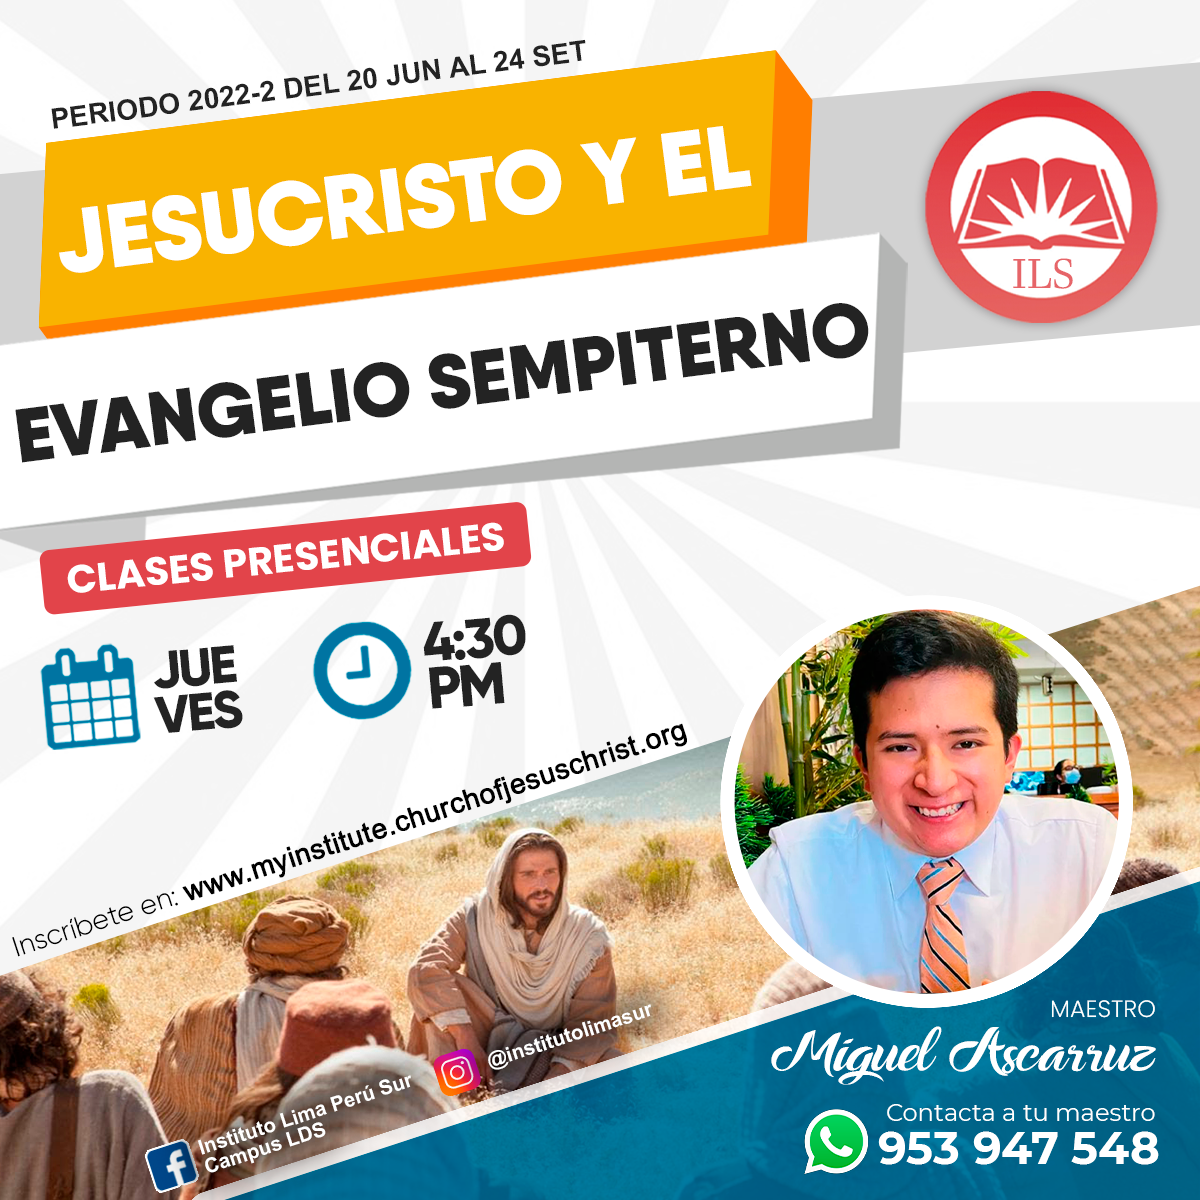 PERIODO 2022-2 DEL 20 JUN AL 24 SET
JESUCRISTO Y EL
EVANGELIO SEMPITERNO
ILS
CLASES PRESENCIALES
JUE
VES
4:30
PM
Inscríbete en: www.myinstitute.churchofjesuschrist.org
MAESTRO
Miguel Ascarruz
Contacta a tu maestro
953 947 548
@institutolimasur
Instituto Lima Perú Sur
Campus LDS